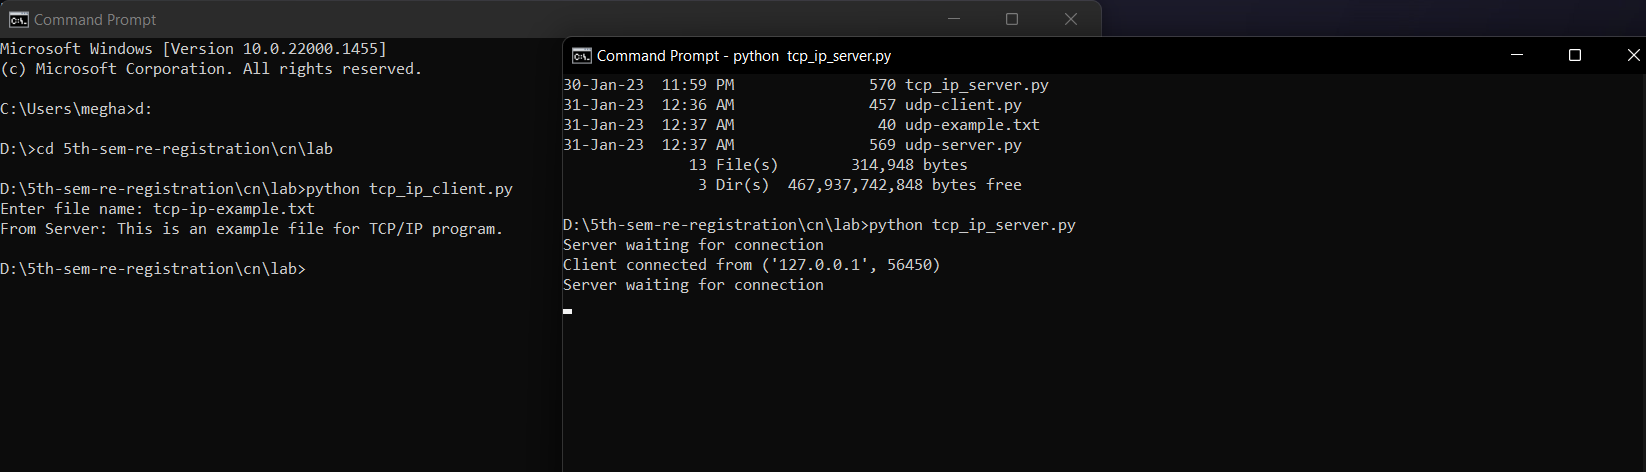 Command Prompt
Microsoft Windows [Version 10.0.22000.1455]
(c) Microsoft Corporation. All rights reserved.
C:\Users\megha>d:
D:\>cd 5th-sem-re-registration\cn\lab
D:\5th-sem-re-registration\cn\lab>python tcp_ip_client.py
Enter file name: tcp-ip-example.txt
From Server: This is an example file for TCP/IP program.
D:\5th-sem-re-registration\cn\lab>
Command Prompt - python  tcp_ip_server.py
30-Jan-23  11:59 PM               570 tcp_ip_server.py
31-Jan-23  12:36 AM               457 udp-client.py
31-Jan-23  12:37 AM                40 udp-example.txt
31-Jan-23  12:37 AM               569 udp-server.py
13 File(s)        314,948 bytes
3 Dir(s)  467,937,742,848 bytes free
D:\5th-sem-re-registration\cn\lab>python tcp_ip_server.py
Server waiting for connection
Client connected from ('127.0.0.1', 56450)
Server waiting for connection